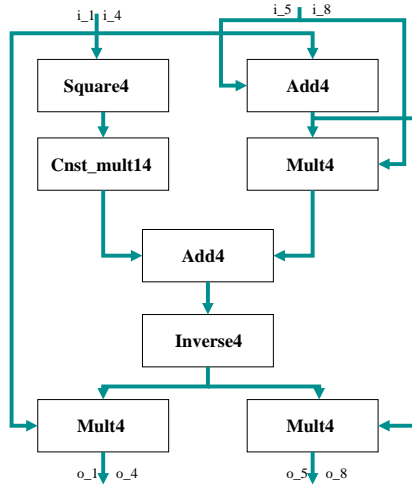 i_1 i_4 i_5 i_8
Square4 Add4
Cnst_mult14 Mult4
Add4
Inverse4
Mult4 Mult4
o_1 o_4 o_5 o_8